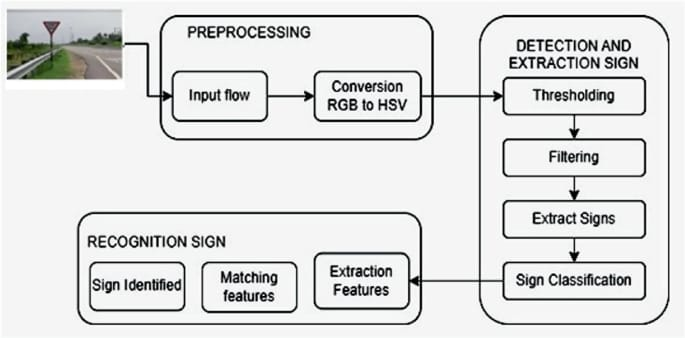 PREPROCESSING
Input flow
Conversion
RGB to HSV
DETECTION AND
EXTRACTION SIGN
Thresholding
Filtering
Extract Signs
Sign Classification
RECOGNITION SIGN
Sign Identified
Matching
features
Extraction
Features